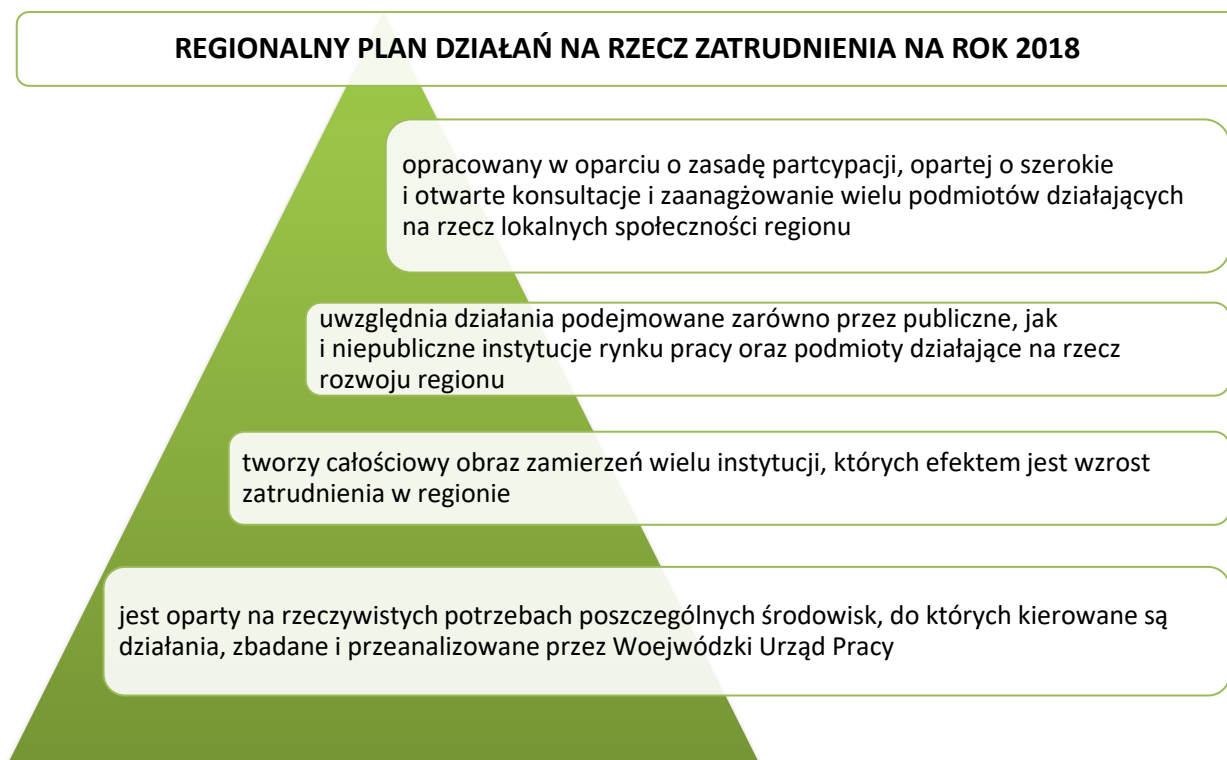 REGIONALNY PLAN DZIAŁAŃ NA RZECZ ZATRUDNIENIA NA ROK 2018
opracowany w oparciu o zasadę partcypacji, opartej o szerokie
i otwarte konsultacje i zaanagżowanie wielu podmiotów działających
na rzecz lokalnych społeczności regionu
uwzględnia działania podejmowane zarówno przez publiczne, jak
i niepubliczne instytucje rynku pracy oraz podmioty działające na rzecz
rozwoju regionu
tworzy całościowy obraz zamierzeń wielu instytucji, których efektem jest wzrost
zatrudnienia w regionie
jest oparty na rzeczywistych potrzebach poszczególnych środowisk, do których kierowane są
działania, zbadane i przeanalizowane przez Woejwódzki Urząd Pracy